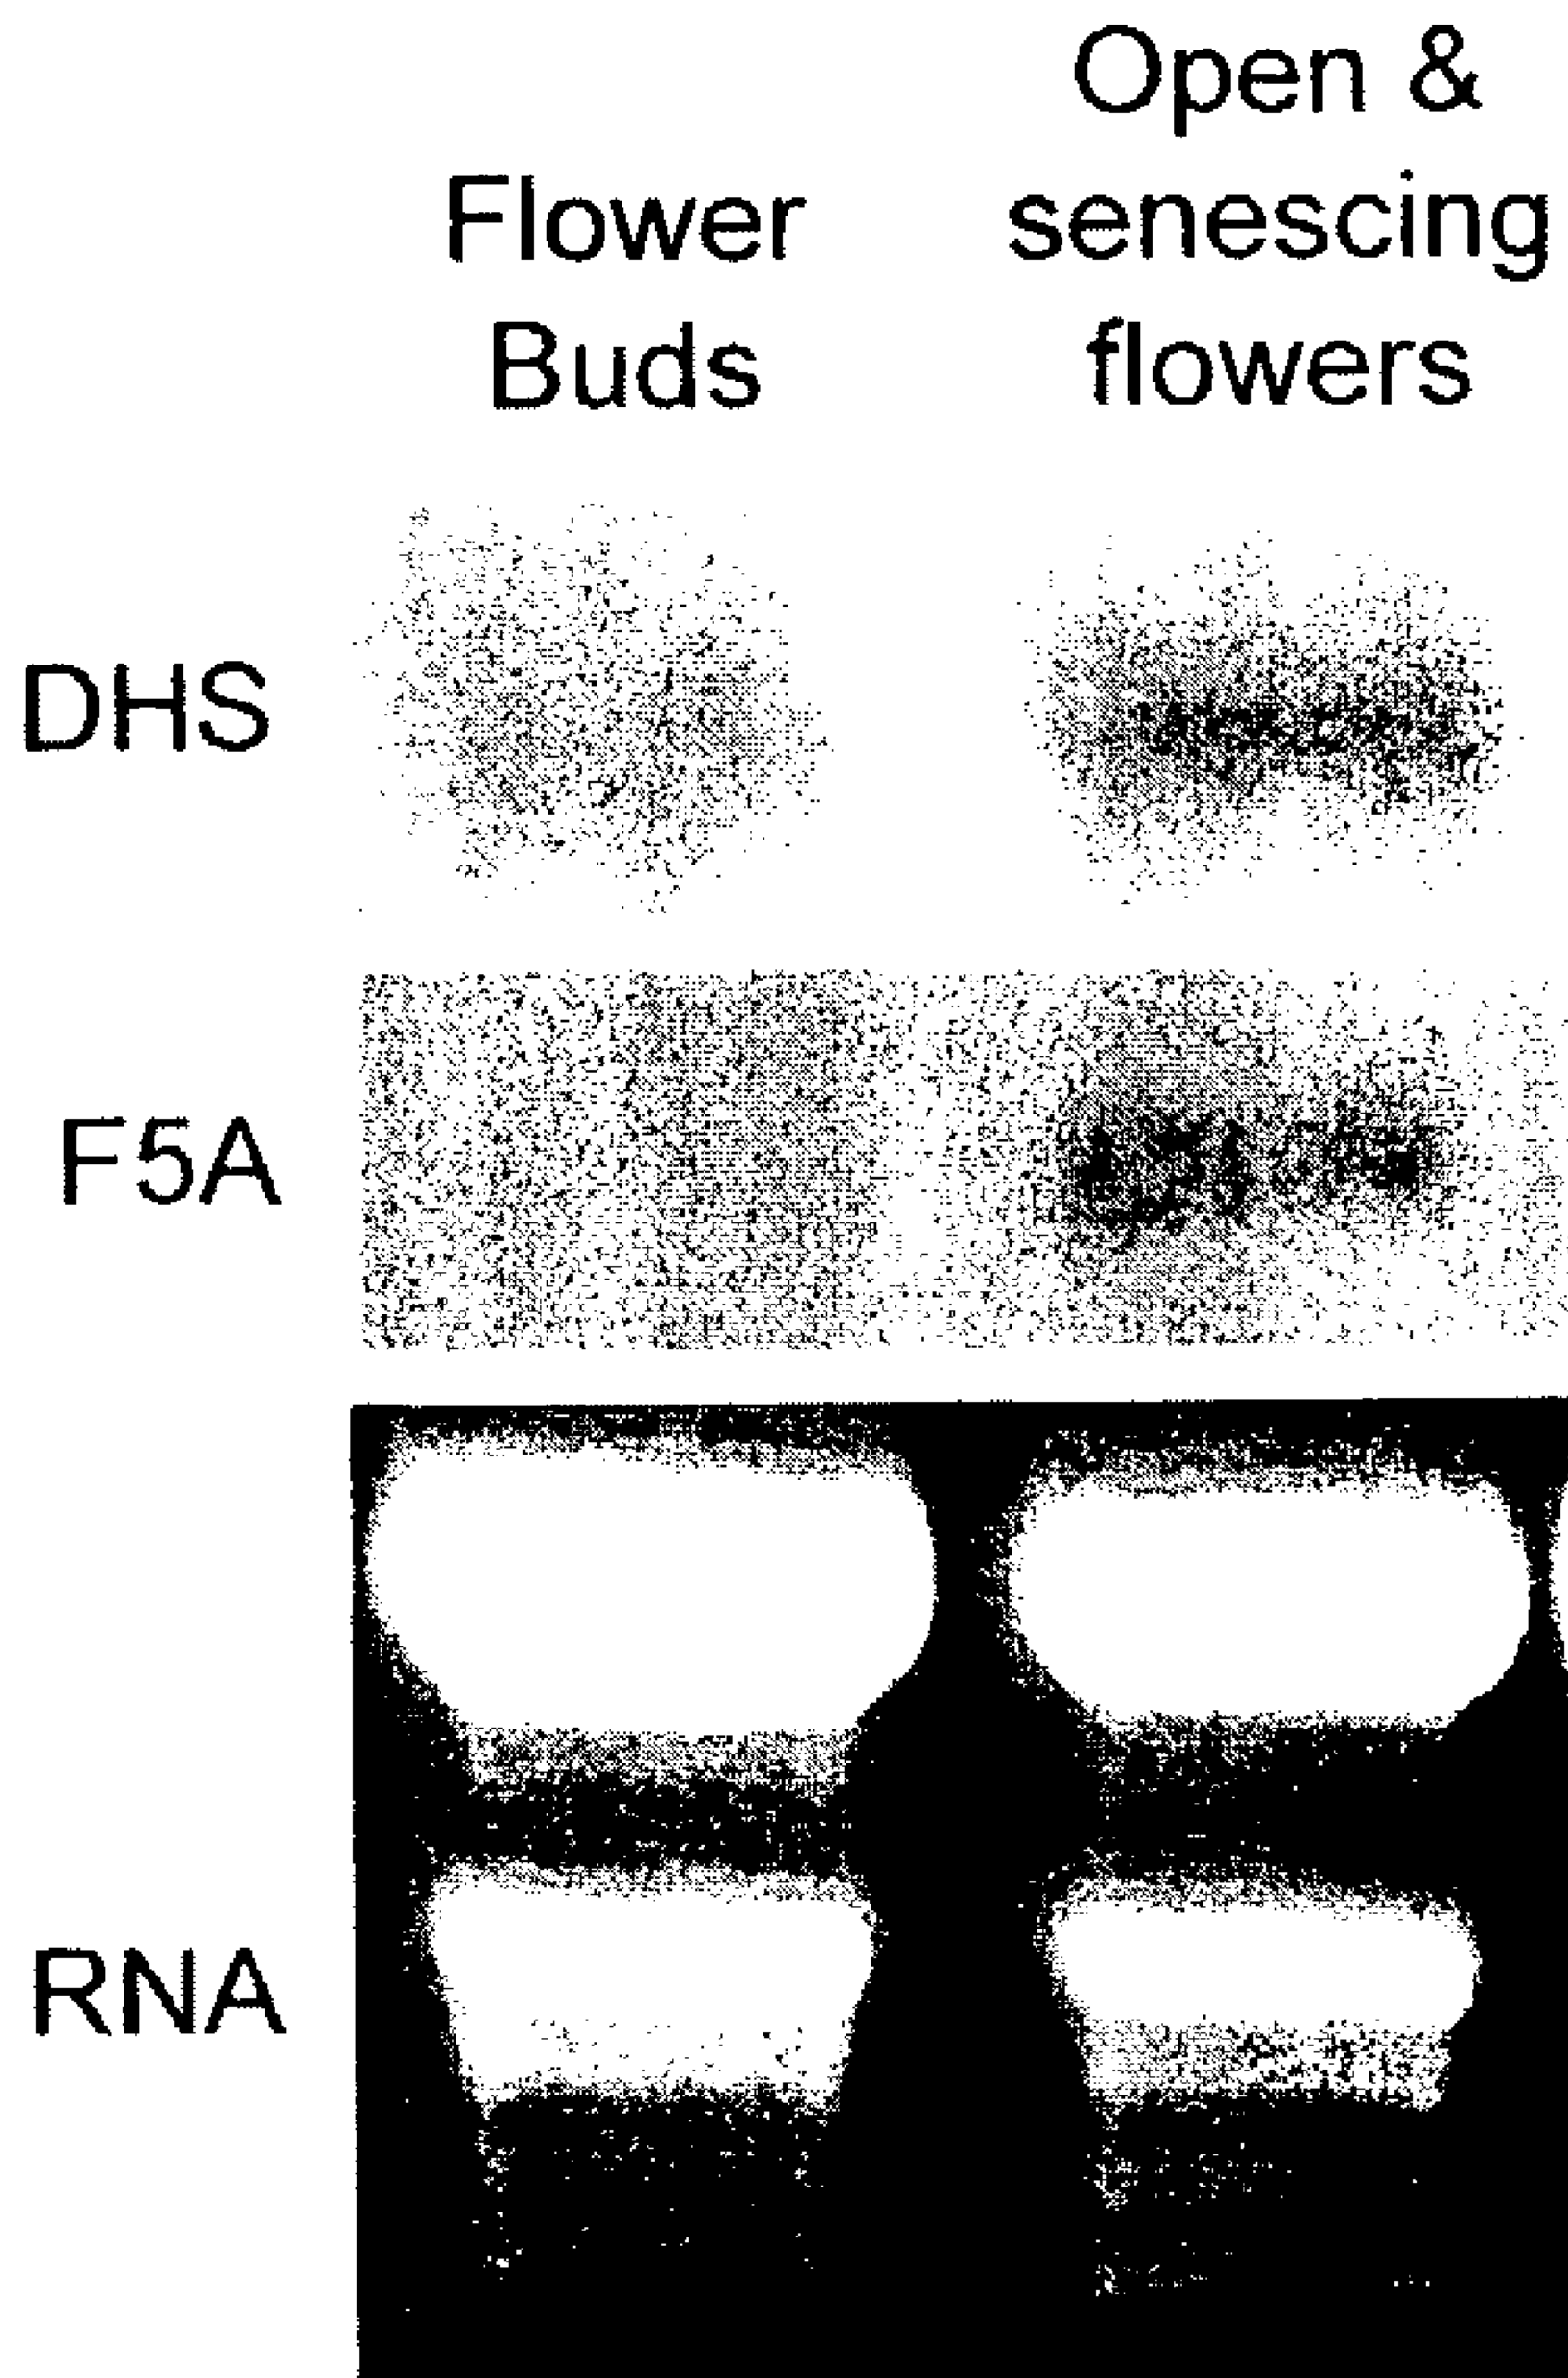 Flower
Buds
Open &
senescing
flowers
DHS
F5A
RNA